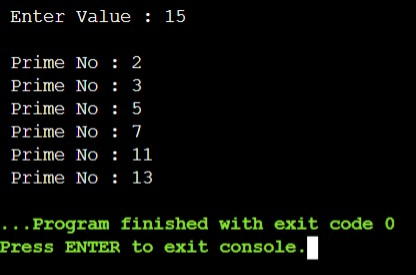 Enter Value : 15
Prime No : 2
Prime No : 3
Prime No : 5
Prime No : 7
Prime No : 11
Prime No : 13
...Program finished with exit code 0
Press ENTER to exit console.